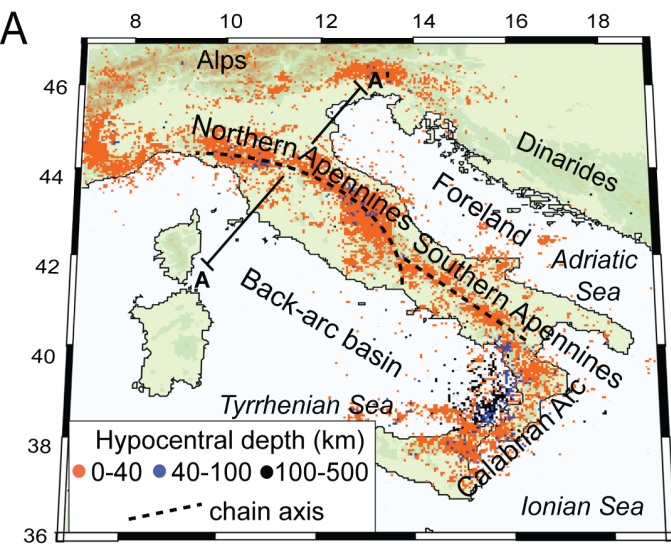 A
8 10 12 14 16 18
Alps
A'
46
Northern Apennines
Dinarides
44
Foreland
Southern Apennines
Adriatic
Sea
42
A
Back-arc basin
40
Tyrrhenian Sea
Calabrian Arc
38
Hypocentral depth (km)
0-40 40-100 100-500
chain axis
Ionian Sea
36